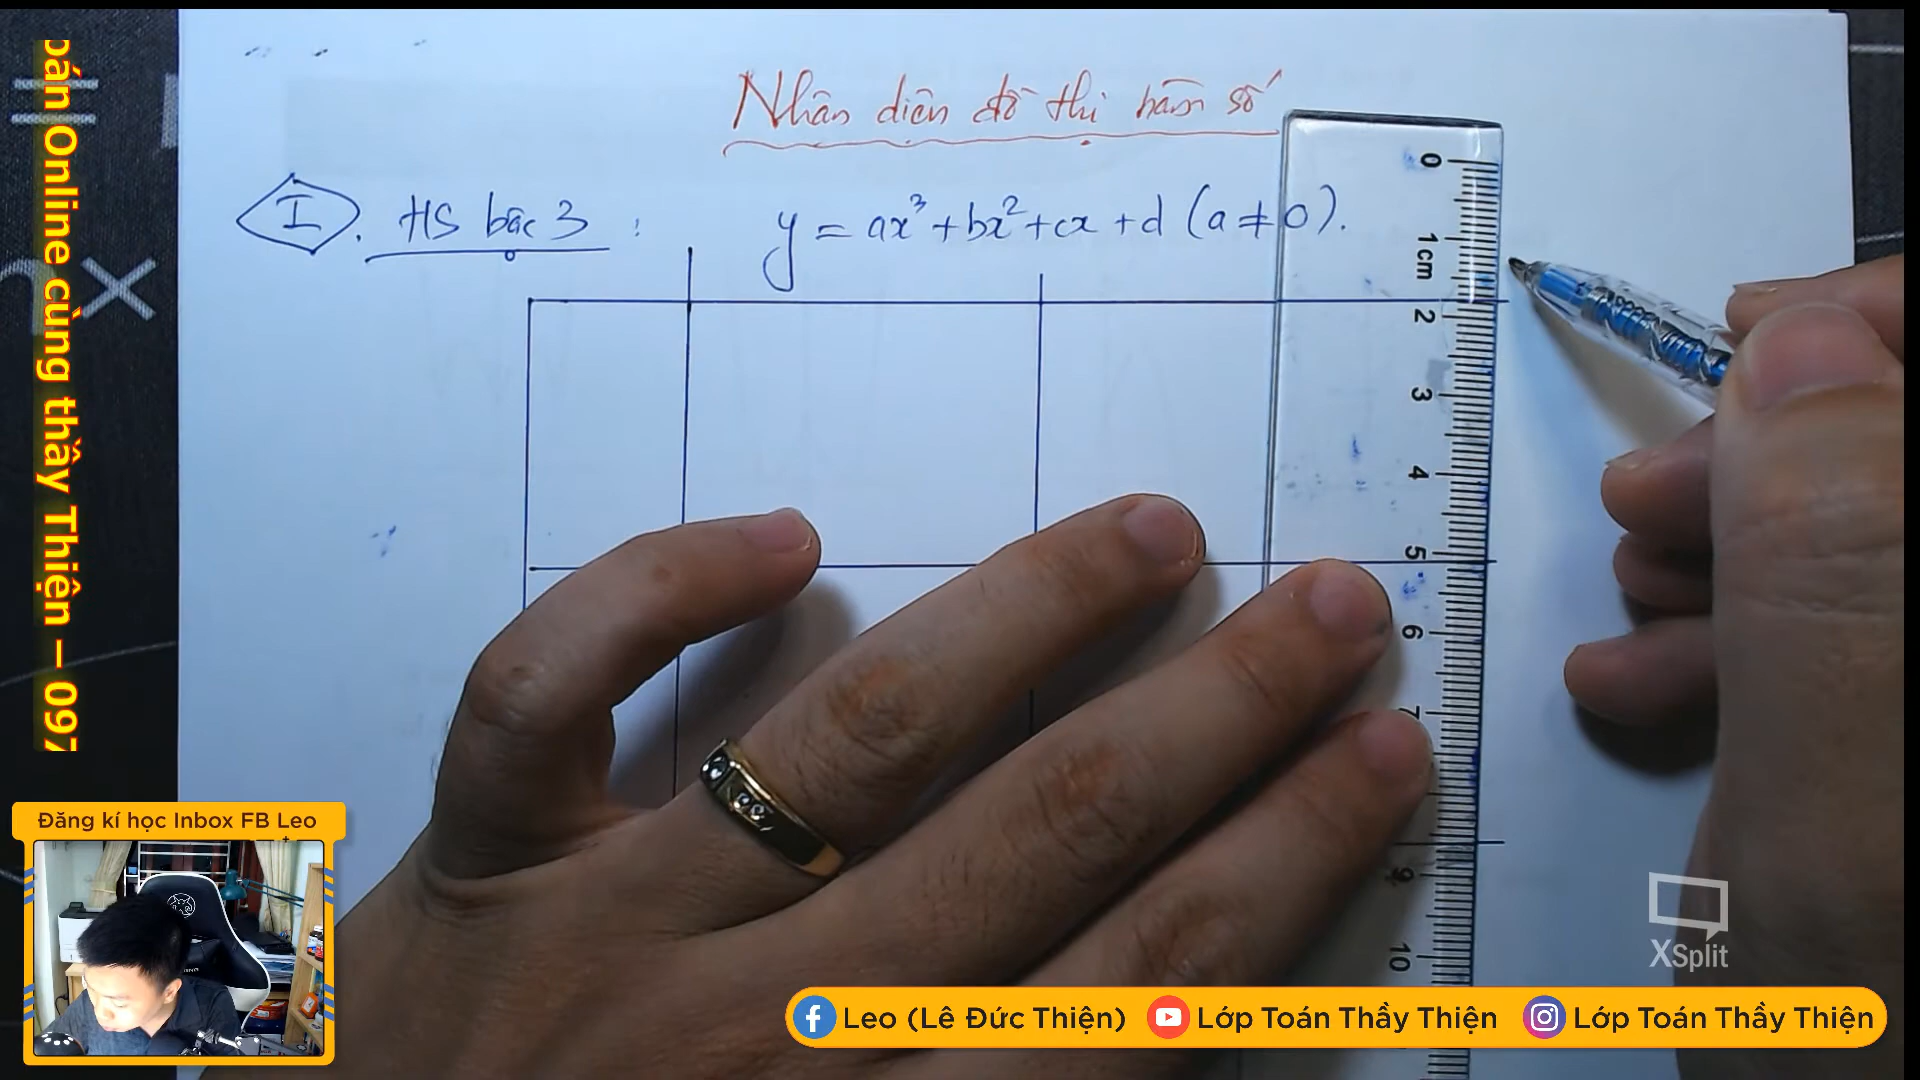 Nhận diện đồ thị hàm số
I. HS bậc 3 : y = ax³ + bx² + cx + d (a ≠ 0).
0
1cm
2
3
4
5
6
7
9
10
Online cùng thầy Thiện – 097
Đăng kí học Inbox FB Leo
XSplit
Leo (Lê Đức Thiện) Lớp Toán Thầy Thiện Lớp Toán Thầy Thiện